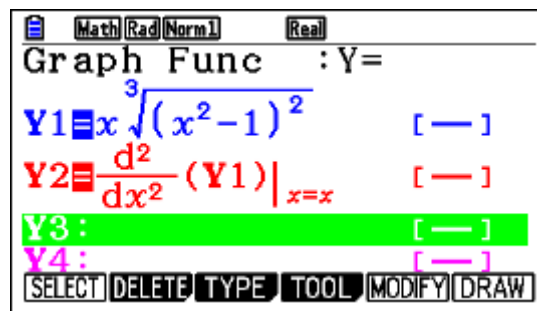 Math Rad Norm1 Real
Graph Func :Y=
Y1=x∛(x²−1)² [—]
Y2=d²/dx²(Y1)|x=x [—]
Y3: [—]
Y4: [—]
SELECT DELETE TYPE TOOL MODIFY DRAW